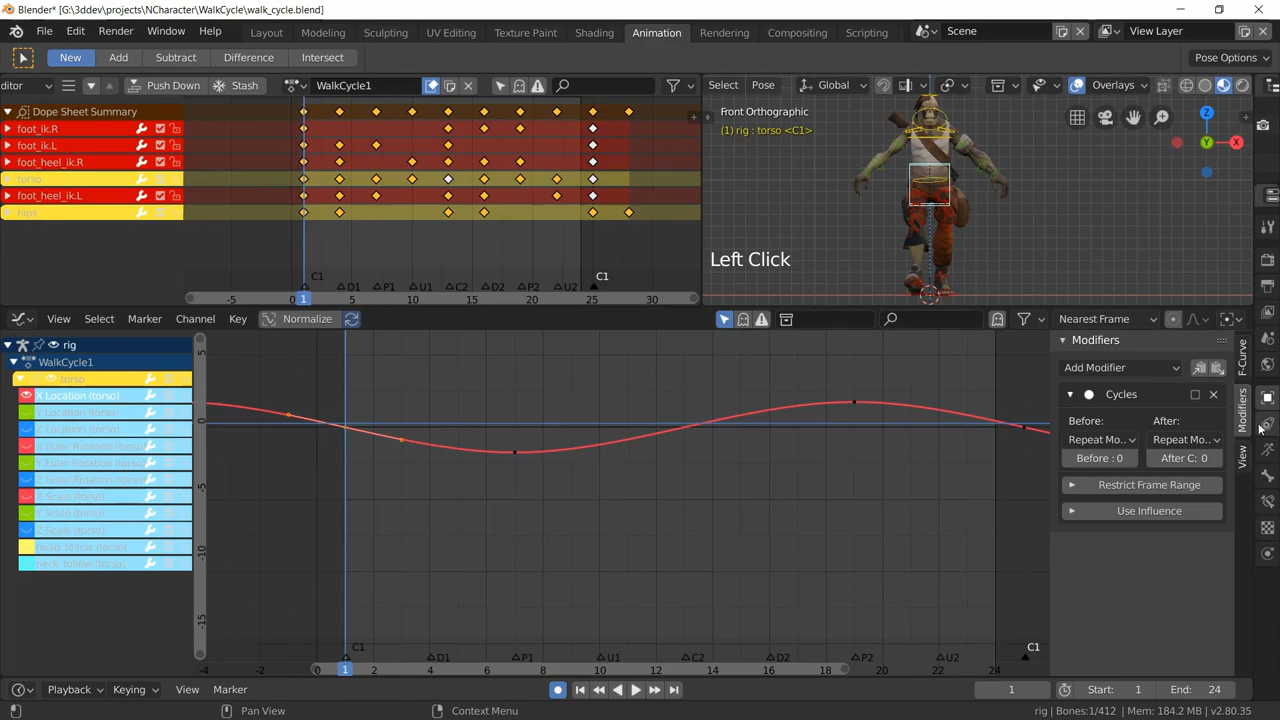 Blender* [G:\3ddev\projects\NCharacter\WalkCycle\walk_cycle.blend]
File Edit Render Window Help Layout Modeling Sculpting UV Editing Texture Paint Shading Animation Rendering Compositing Scripting Scene View Layer
New Add Subtract Difference Intersect Pose Options
ditor Push Down Stash WalkCycle1 Select Pose Global Overlays
Dope Sheet Summary
foot_ik.R
foot_ik.L
foot_heel_ik.R
torso
foot_heel_ik.L
hips
C1 D1 P1 U1 C2 D2 P2 U2 C1
-5 0 1 5 10 15 20 25 30
Front Orthographic
(1) rig : torso <C1>
Left Click
Z
Y X
View Select Marker Channel Key Normalize Nearest Frame
rig
WalkCycle1
torso
X Location (torso)
Y Location (torso)
Z Location (torso)
X Euler Rotation (torso)
Y Euler Rotation (torso)
Z Euler Rotation (torso)
X Scale (torso)
Y Scale (torso)
Z Scale (torso)
head_follow (torso)
neck_follow (torso)
5
0
-5
-10
-15
C1 D1 P1 U1 C2 D2 P2 U2 C1
-4 -2 0 1 2 4 6 8 10 12 14 16 18 20 22 24
Modifiers
Add Modifier
Cycles
Before: After:
Repeat Mo.. Repeat Mo..
Before : 0 After C: 0
Restrict Frame Range
Use Influence
F-Curve
Modifiers
View
Playback Keying View Marker 1 Start: 1 End: 24
Pan View Context Menu rig | Bones:1/412 | Mem: 184.2 MB | v2.80.35